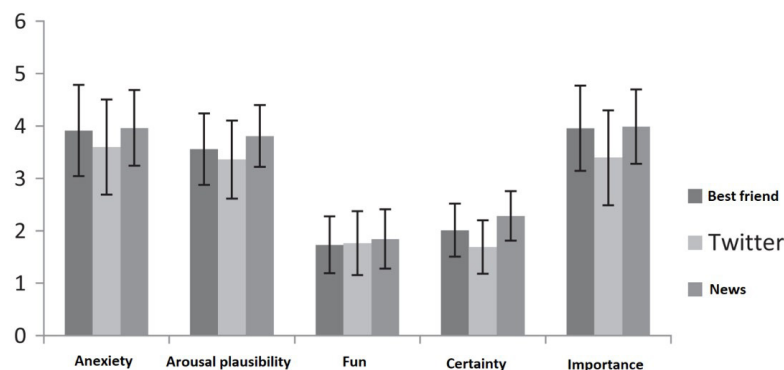 6
5
4
3
2
1
0
Anexiety Arousal plausibility Fun Certainty Importance
Best friend
Twitter
News